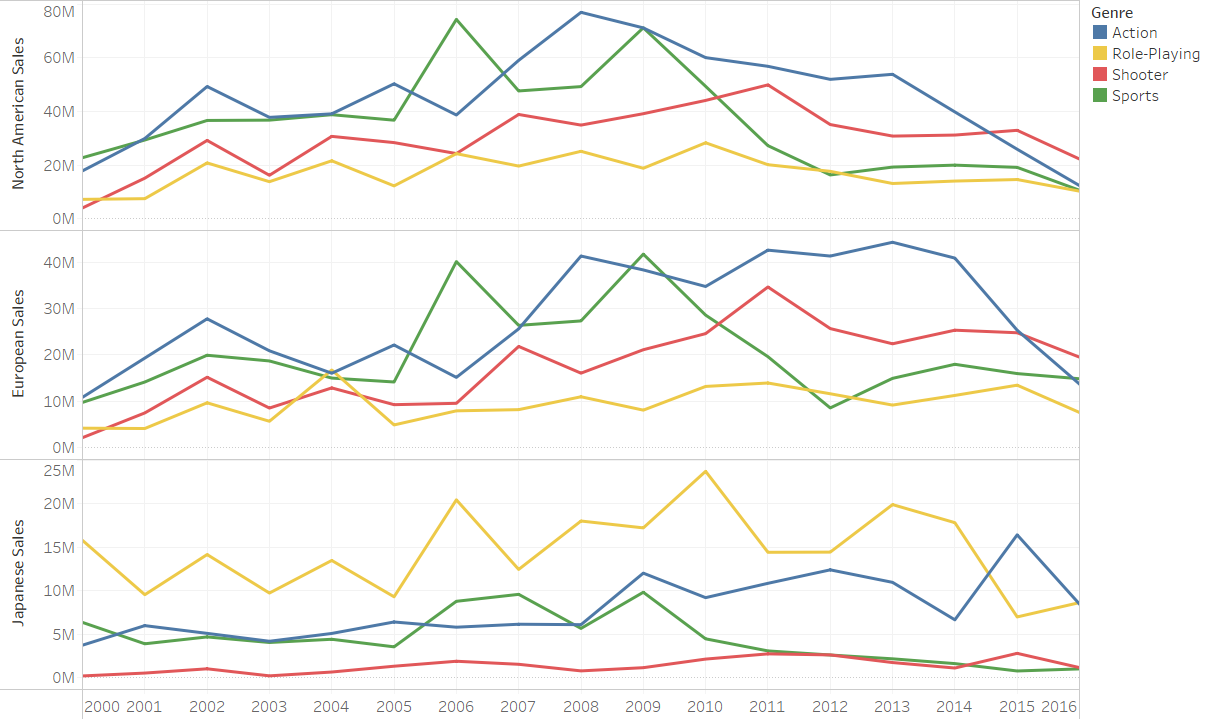 North American Sales
80M
60M
40M
20M
0M
European Sales
40M
30M
20M
10M
0M
Japanese Sales
25M
20M
15M
10M
5M
0M
2000 2001 2002 2003 2004 2005 2006 2007 2008 2009 2010 2011 2012 2013 2014 2015 2016
Genre
Action
Role-Playing
Shooter
Sports